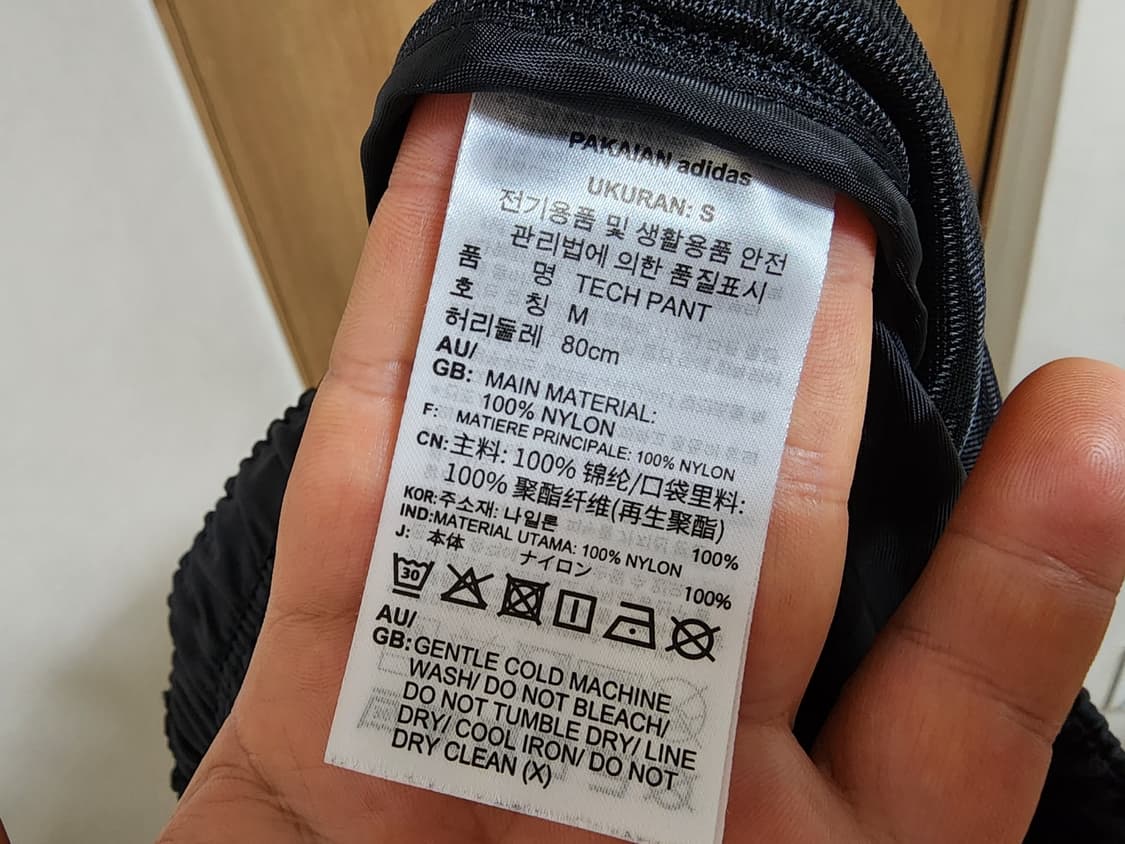 PAKAIAN adidas
UKURAN: S
전기용품 및 생활용품 안전
관리법에 의한 품질표시
품 명 TECH PANT
호 칭 M
허리둘레 80cm
AU/
GB: MAIN MATERIAL:
100% NYLON
F: MATIERE PRINCIPALE: 100% NYLON
CN: 主料: 100% 锦纶/口袋里料:
100% 聚酯纤维(再生聚酯)
KOR: 주소재: 나일론 100%
IND: MATERIAL UTAMA: 100% NYLON
J: 本体 ナイロン 100%
30
AU/
GB: GENTLE COLD MACHINE
WASH/ DO NOT BLEACH/
DO NOT TUMBLE DRY/ LINE
DRY/ COOL IRON/ DO NOT
DRY CLEAN (X)